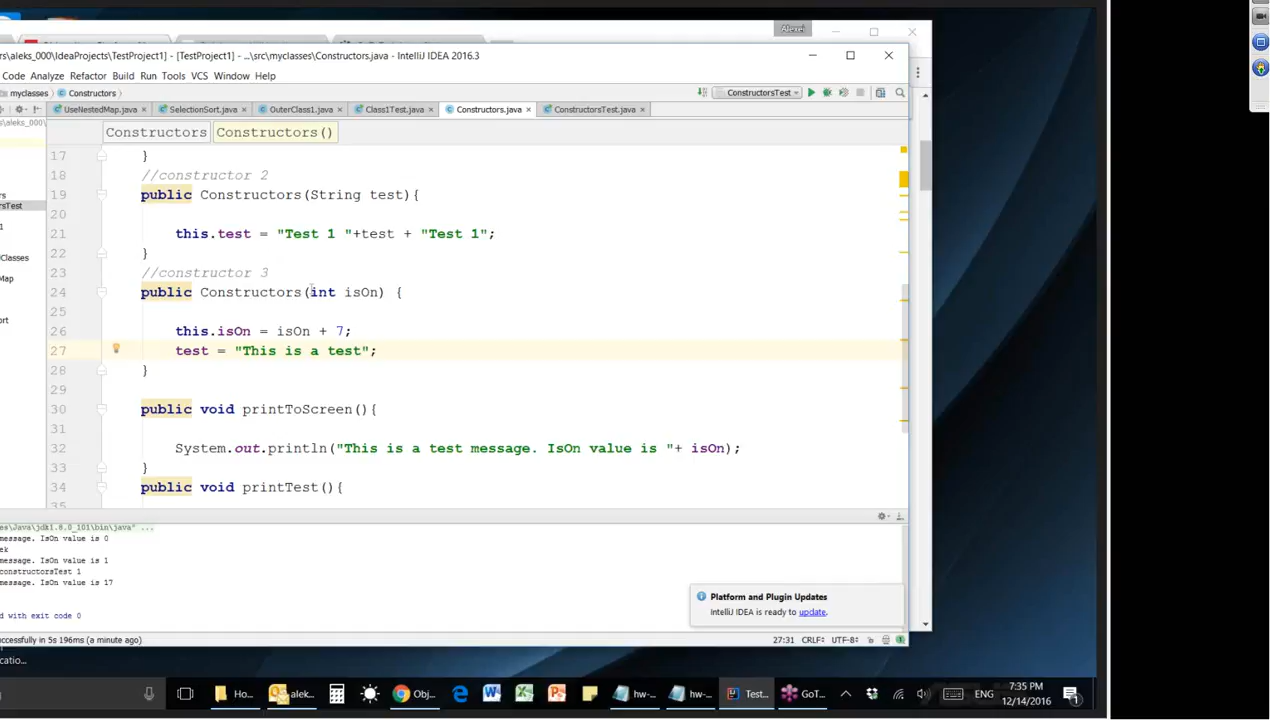 Alexei
s\aleks_000\IdeaProjects\TestProject1] - [TestProject1] - ...\src\myclasses\Constructors.java - IntelliJ IDEA 2016.3
Code Analyze Refactor Build Run Tools VCS Window Help
myclasses Constructors ConstructorsTest
UseNestedMap.java SelectionSort.java OuterClass1.java Class1Test.java Constructors.java ConstructorsTest.java
s\aleks_000\
Constructors Constructors()
17 }
18 //constructor 2
19 public Constructors(String test){
20
21 this.test = "Test 1 "+test + "Test 1";
22 }
23 //constructor 3
24 public Constructors(int isOn) {
25
26 this.isOn = isOn + 7;
27 test = "This is a test";
28 }
29
30 public void printToScreen(){
31
32 System.out.println("This is a test message. IsOn value is "+ isOn);
33 }
34 public void printTest(){
35
rs
rsTest
1
Classes
Map
ort
es\Java\jdk1.8.0_101\bin\java" ...
message. IsOn value is 0
ek
message. IsOn value is 1
constructorsTest 1
message. IsOn value is 17
d with exit code 0
Platform and Plugin Updates
IntelliJ IDEA is ready to update.
uccessfully in 5s 196ms (a minute ago) 27:31 CRLF÷ UTF-8÷
catio...
Ho... alek... Obj... hw-... hw-... Test... GoT... ENG 7:35 PM
12/14/2016